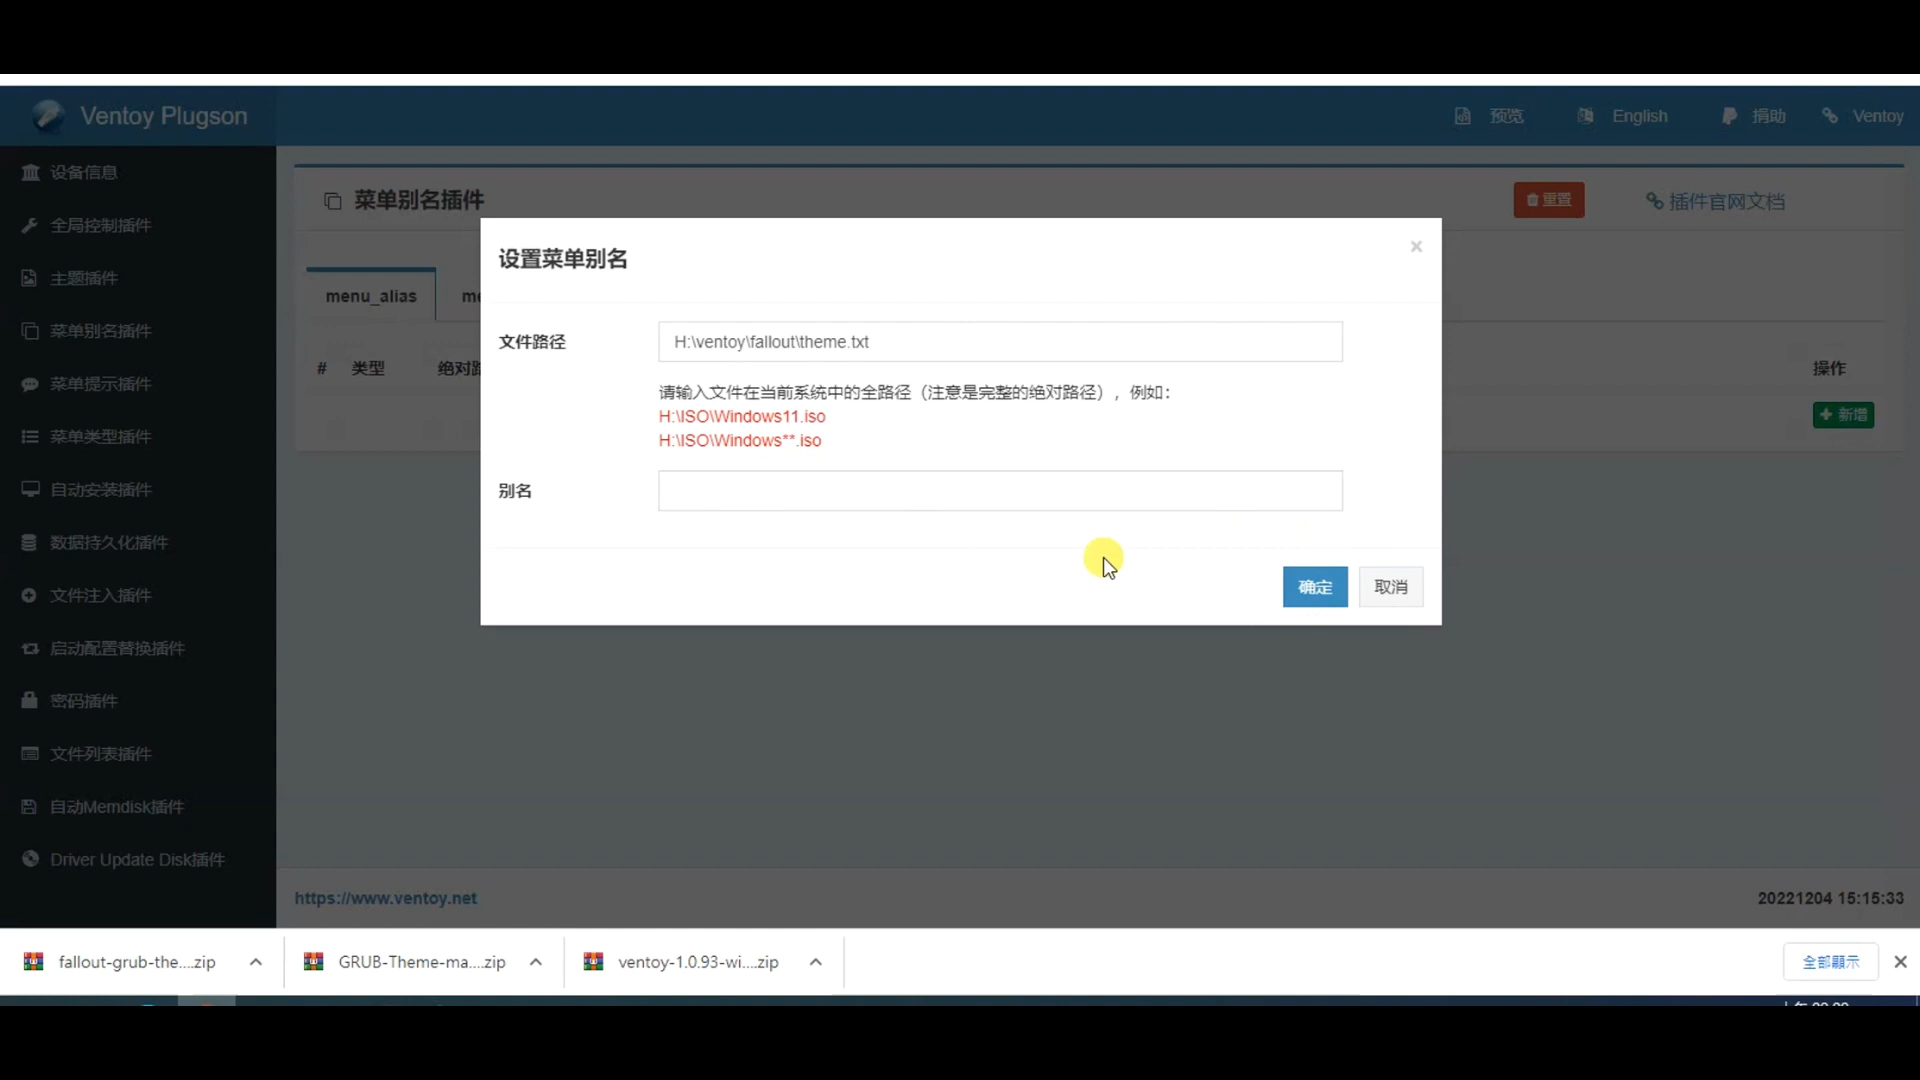 Ventoy Plugson
预览
English
捐助
Ventoy
设备信息
全局控制插件
主题插件
菜单别名插件
菜单提示插件
菜单类型插件
自动安装插件
数据持久化插件
文件注入插件
启动配置替换插件
密码插件
文件列表插件
自动Memdisk插件
Driver Update Disk插件
菜单别名插件
重置
插件官网文档
menu_alias
me
# 类型 绝对路
操作
新增
设置菜单别名
×
文件路径
H:\ventoy\fallout\theme.txt
请输入文件在当前系统中的全路径（注意是完整的绝对路径），例如：
H:\ISO\Windows11.iso
H:\ISO\Windows**.iso
别名
确定
取消
https://www.ventoy.net
20221204 15:15:33
fallout-grub-the....zip
GRUB-Theme-ma....zip
ventoy-1.0.93-wi....zip
全部顯示